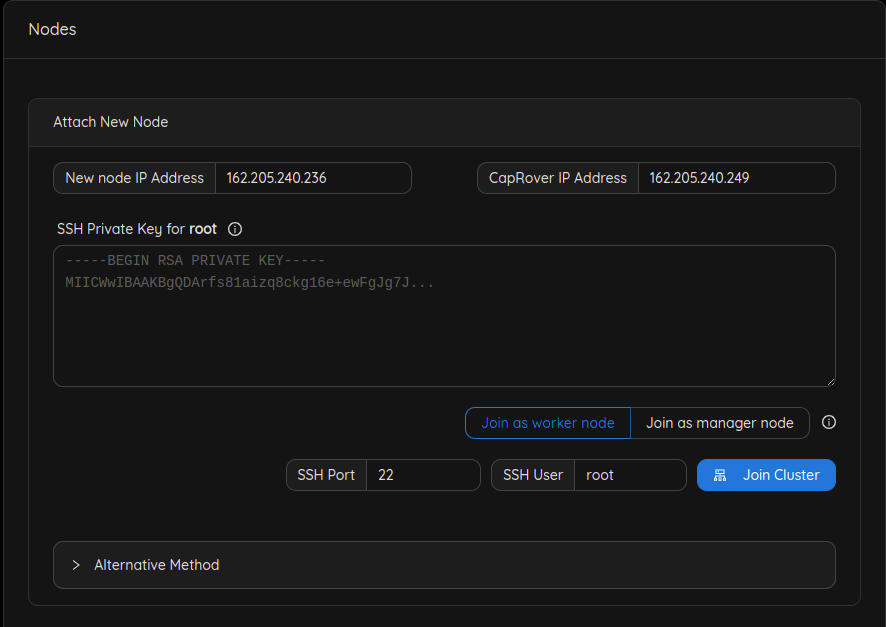 Nodes
Attach New Node
New node IP Address 162.205.240.236
CapRover IP Address 162.205.240.249
SSH Private Key for root
-----BEGIN RSA PRIVATE KEY-----
MIICWwIBAAKBgQDArfs81aizq8ckg16e+ewFgJg7J...
Join as worker node Join as manager node
SSH Port 22 SSH User root Join Cluster
Alternative Method